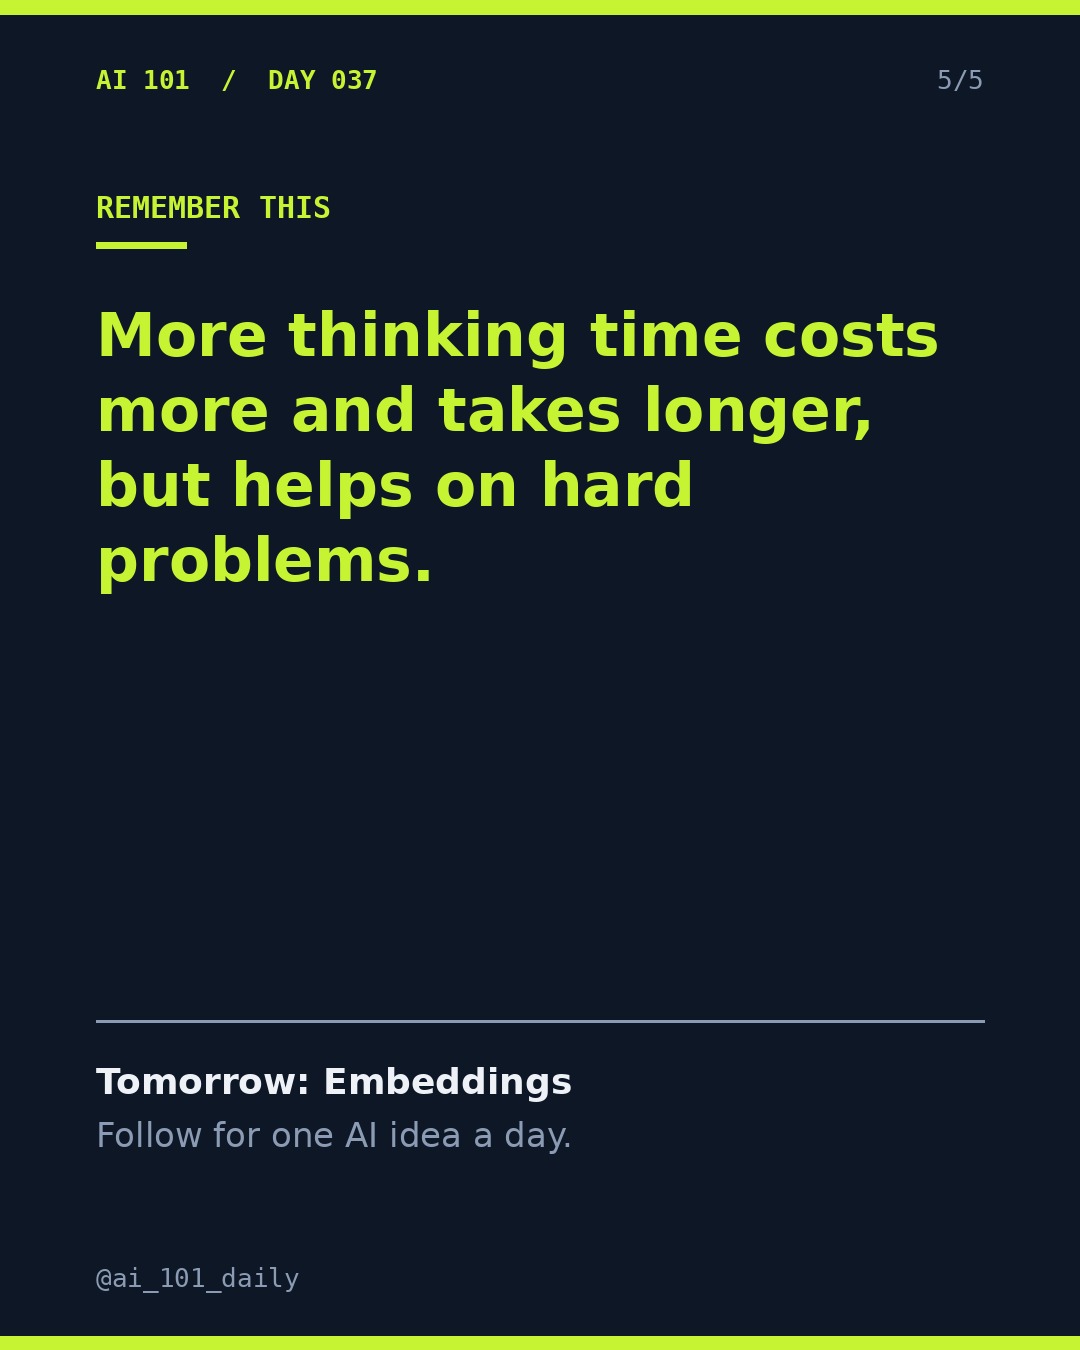 AI 101 / DAY 037
5/5
REMEMBER THIS
More thinking time costs
more and takes longer,
but helps on hard
problems.
Tomorrow: Embeddings
Follow for one AI idea a day.
@ai_101_daily